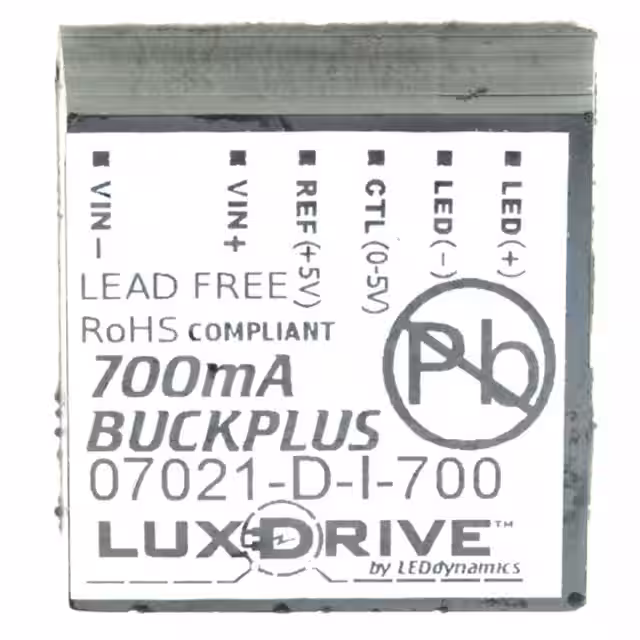 VIN-
VIN+
REF(+5V)
CTL(0-5V)
LED(-)
LED(+)
LEAD FREE
RoHS COMPLIANT
Pb
700mA
BUCKPLUS
07021-D-I-700
LUXDRIVE™
by LEDdynamics